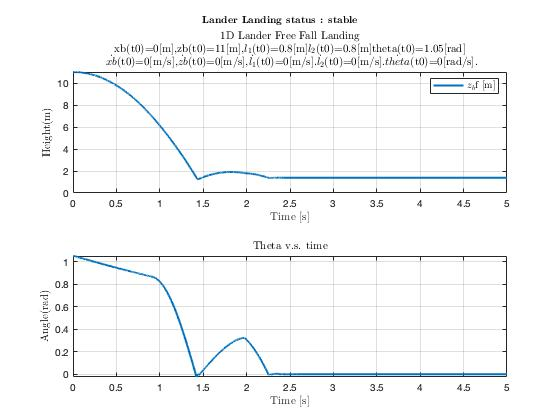 Lander Landing status : stable
1D Lander Free Fall Landing
xb(t0)=0[m],zb(t0)=11[m],l₁(t0)=0.8[m]l₂(t0)=0.8[m]theta(t0)=1.05[rad]
ẋb(t0)=0[m/s],żb(t0)=0[m/s],l̇₁(t0)=0[m/s],l̇₂(t0)=0[m/s].theta(t0)=0[rad/s].
z_bf [m]
10
8
6
4
2
0
Height(m)
0 0.5 1 1.5 2 2.5 3 3.5 4 4.5 5
Time [s]
Theta v.s. time
1
0.8
0.6
0.4
0.2
0
Angle(rad)
0 0.5 1 1.5 2 2.5 3 3.5 4 4.5 5
Time [s]